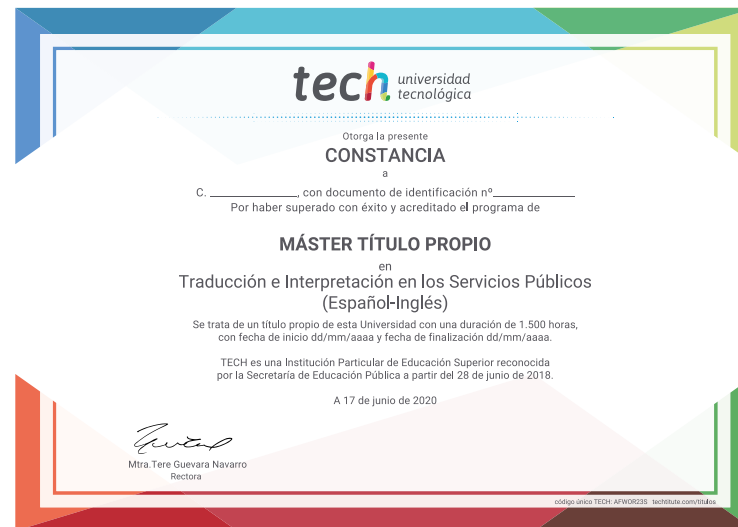 tech universidad
tecnológica
Otorga la presente
CONSTANCIA
a
C. ________________, con documento de identificación nº______________
Por haber superado con éxito y acreditado el programa de
MÁSTER TÍTULO PROPIO
en
Traducción e Interpretación en los Servicios Públicos
(Español-Inglés)
Se trata de un título propio de esta Universidad con una duración de 1.500 horas,
con fecha de inicio dd/mm/aaaa y fecha de finalización dd/mm/aaaa.
TECH es una Institución Particular de Educación Superior reconocida
por la Secretaría de Educación Pública a partir del 28 de junio de 2018.
A 17 de junio de 2020
Mtra.Tere Guevara Navarro
Rectora
código único TECH: AFWOR23S techtitute.com/títulos